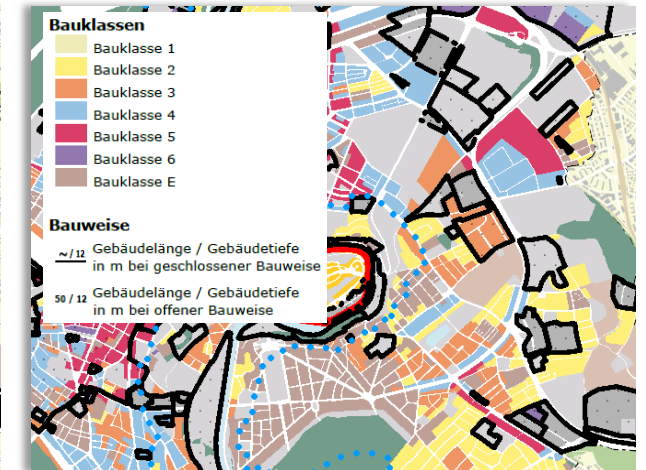 Bauklassen
Bauklasse 1
Bauklasse 2
Bauklasse 3
Bauklasse 4
Bauklasse 5
Bauklasse 6
Bauklasse E
Bauweise
~ / 12 Gebäudelänge / Gebäudetiefe
in m bei geschlossener Bauweise
50 / 12 Gebäudelänge / Gebäudetiefe
in m bei offener Bauweise